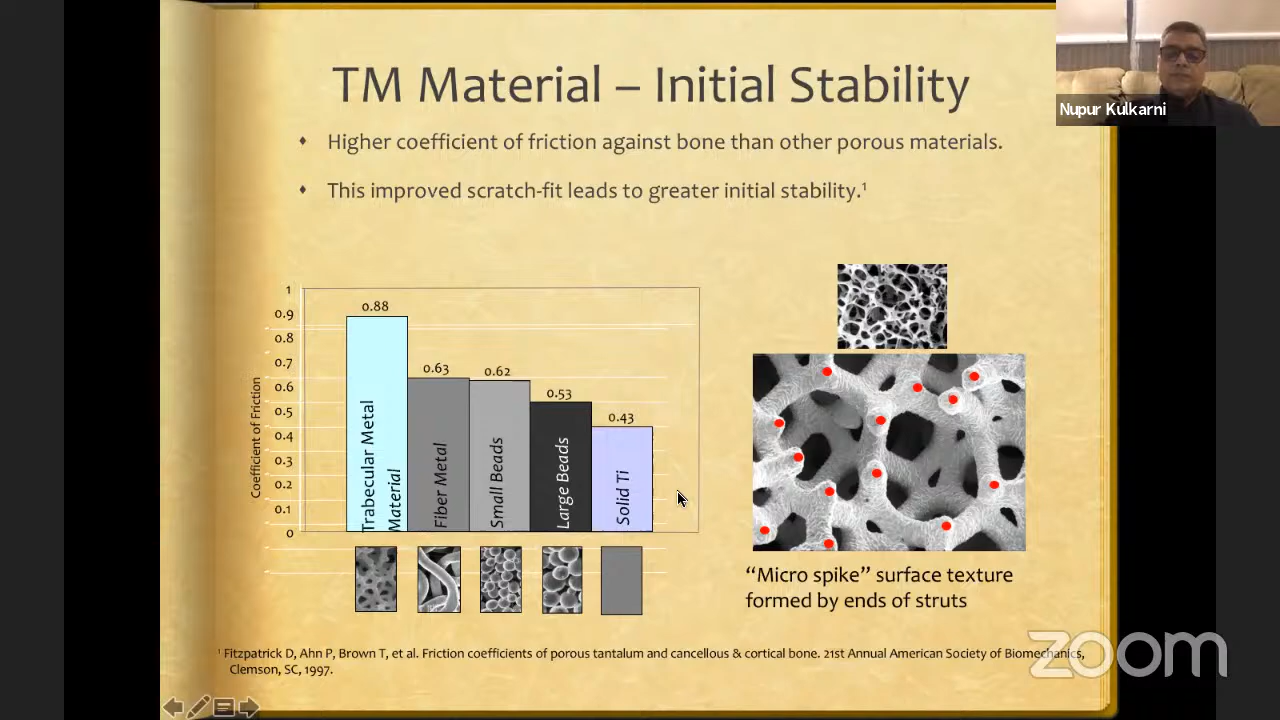 TM Material – Initial Stability
Nupur Kulkarni
♦ Higher coefficient of friction against bone than other porous materials.
♦ This improved scratch-fit leads to greater initial stability.¹
Coefficient of Friction
1
0.9
0.8
0.7
0.6
0.5
0.4
0.3
0.2
0.1
0
0.88
0.63
0.62
0.53
0.43
Trabecular Metal
Material
Fiber Metal
Small Beads
Large Beads
Solid Ti
“Micro spike” surface texture
formed by ends of struts
¹ Fitzpatrick D, Ahn P, Brown T, et al. Friction coefficients of porous tantalum and cancellous & cortical bone. 21st Annual American Society of Biomechanics,
Clemson, SC, 1997.
zoom